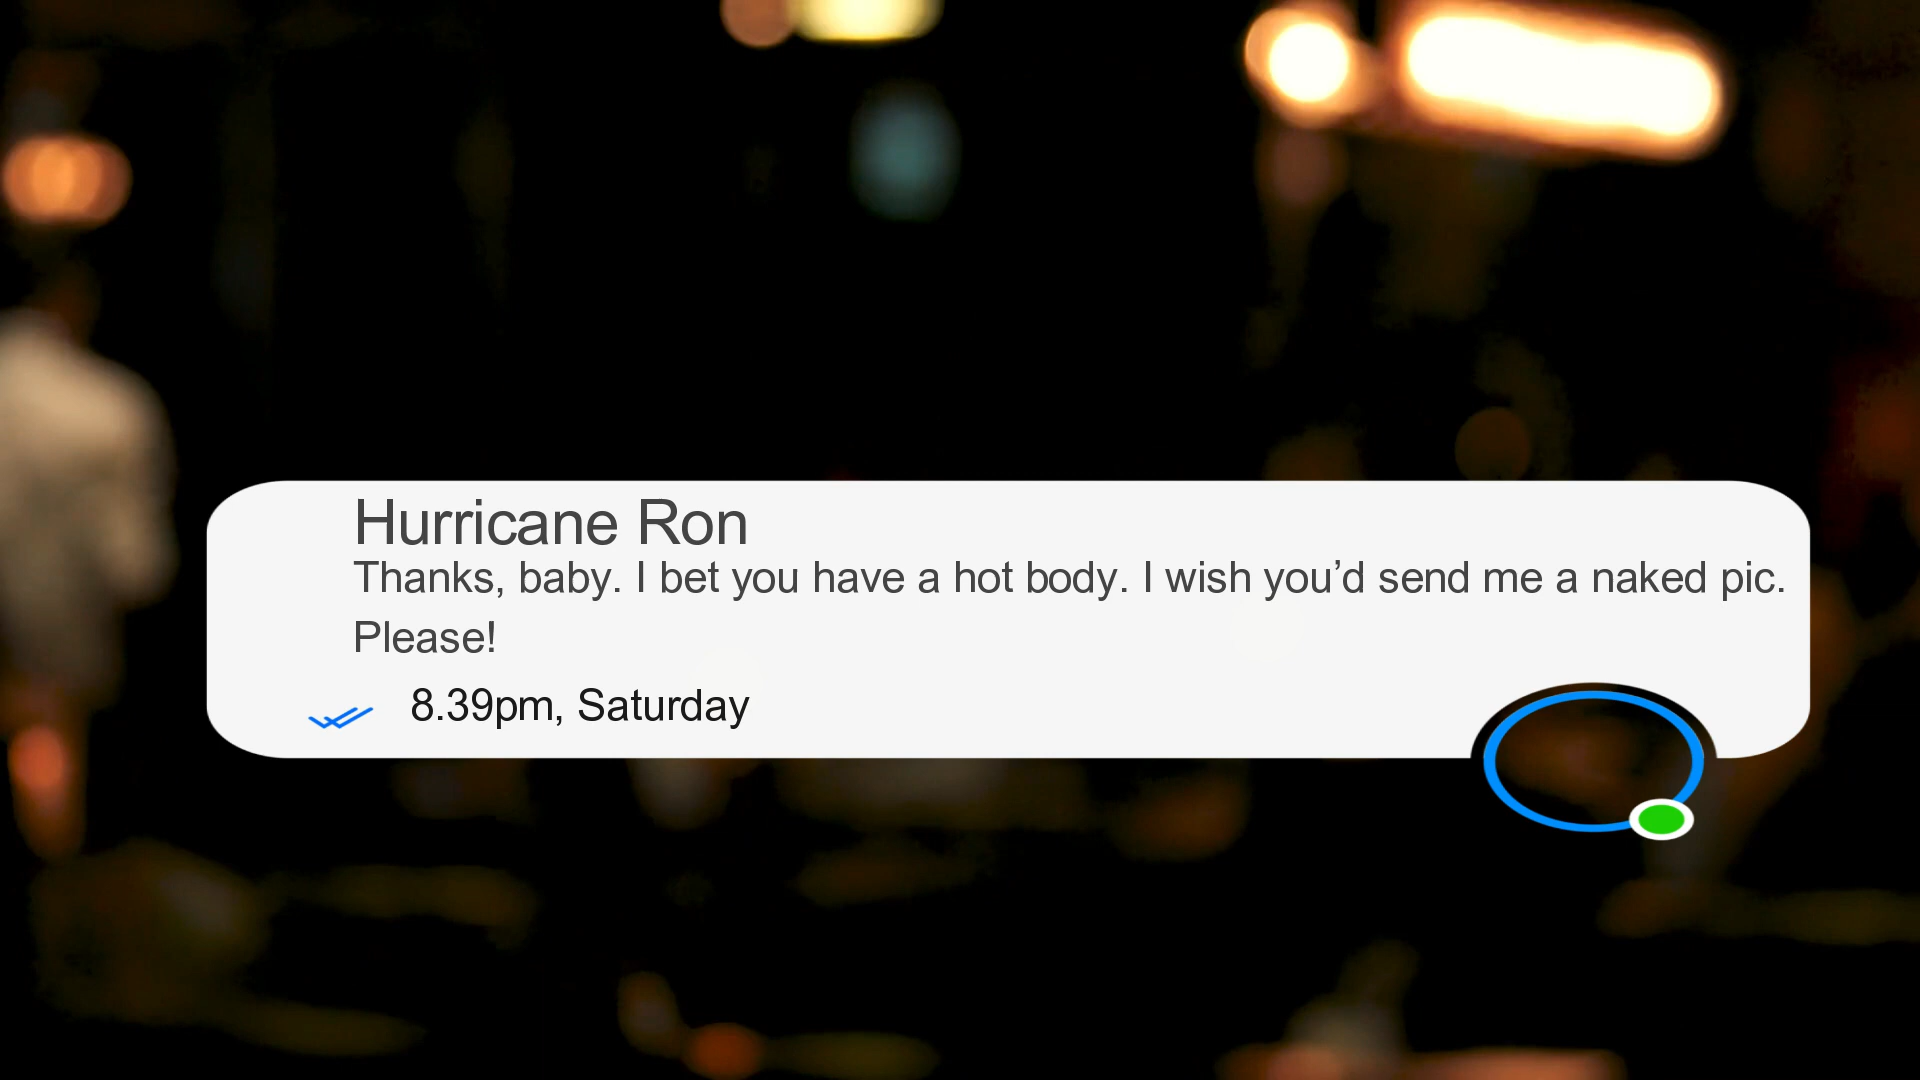 Hurricane Ron
Thanks, baby. I bet you have a hot body. I wish you’d send me a naked pic.
Please!
8.39pm, Saturday